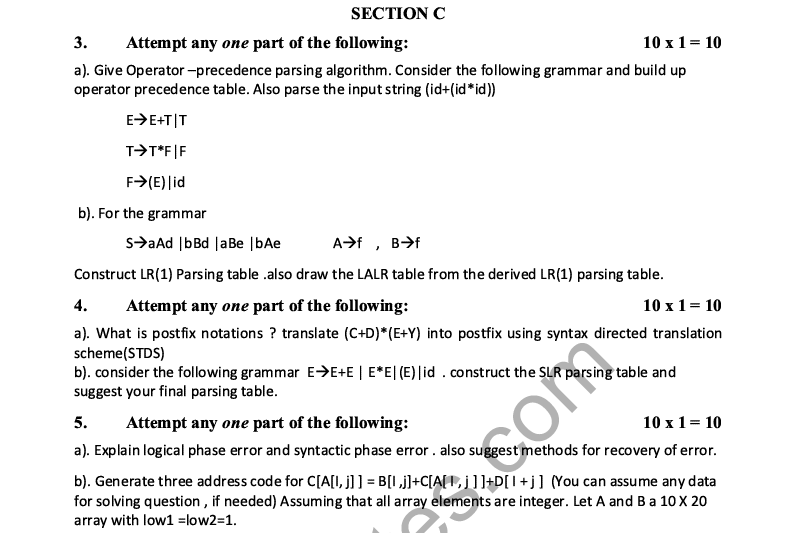 SECTION C
3. Attempt any one part of the following: 10 x 1 = 10
a). Give Operator –precedence parsing algorithm. Consider the following grammar and build up
operator precedence table. Also parse the input string (id+(id*id))
E→E+T|T
T→T*F|F
F→(E)|id
b). For the grammar
S→aAd |bBd |aBe |bAe A→f , B→f
Construct LR(1) Parsing table .also draw the LALR table from the derived LR(1) parsing table.
4. Attempt any one part of the following: 10 x 1 = 10
a). What is postfix notations ? translate (C+D)*(E+Y) into postfix using syntax directed translation
scheme(STDS)
b). consider the following grammar E→E+E | E*E|(E)|id . construct the SLR parsing table and
suggest your final parsing table.
5. Attempt any one part of the following: 10 x 1 = 10
a). Explain logical phase error and syntactic phase error . also suggest methods for recovery of error.
b). Generate three address code for C[A[I, j] ] = B[I ,j]+C[A[ I , j ] ]+D[ I + j ] (You can assume any data
for solving question , if needed) Assuming that all array elements are integer. Let A and B a 10 X 20
array with low1 =low2=1.
es.com